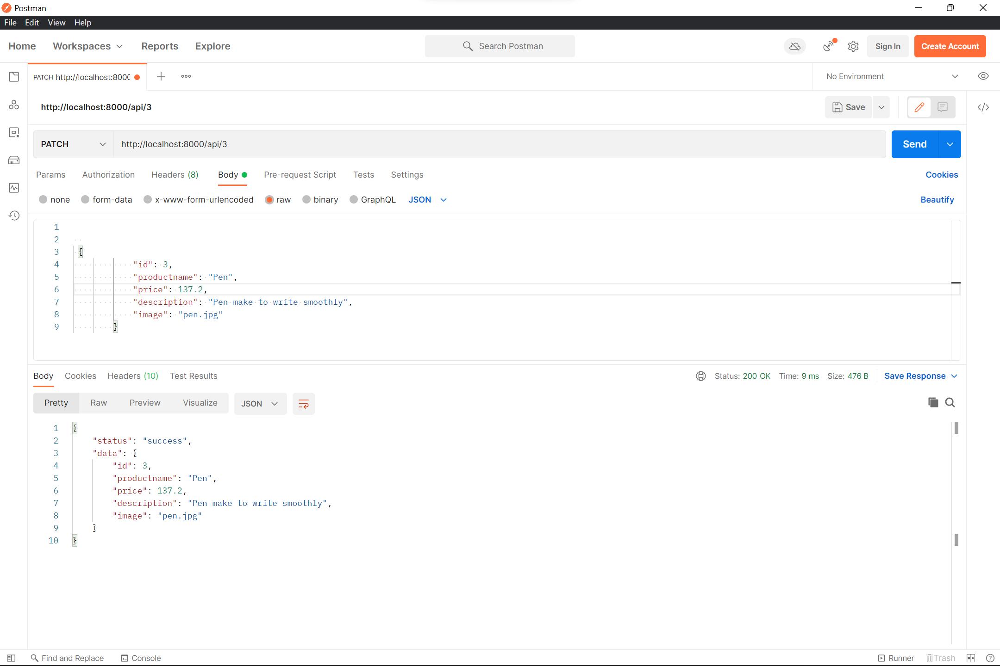 Postman
File Edit View Help
Home Workspaces Reports Explore Search Postman Sign In Create Account
PATCH http://localhost:800 No Environment
http://localhost:8000/api/3 Save
PATCH http://localhost:8000/api/3 Send
Params Authorization Headers (8) Body Pre-request Script Tests Settings Cookies
none form-data x-www-form-urlencoded raw binary GraphQL JSON Beautify
1
2
3 {
4 "id": 3,
5 "productname": "Pen",
6 "price": 137.2,
7 "description": "Pen make to write smoothly",
8 "image": "pen.jpg"
9 }
Body Cookies Headers (10) Test Results Status: 200 OK Time: 9 ms Size: 476 B Save Response
Pretty Raw Preview Visualize JSON
1 {
2 "status": "success",
3 "data": {
4 "id": 3,
5 "productname": "Pen",
6 "price": 137.2,
7 "description": "Pen make to write smoothly",
8 "image": "pen.jpg"
9 }
10 }
Find and Replace Console Runner Trash